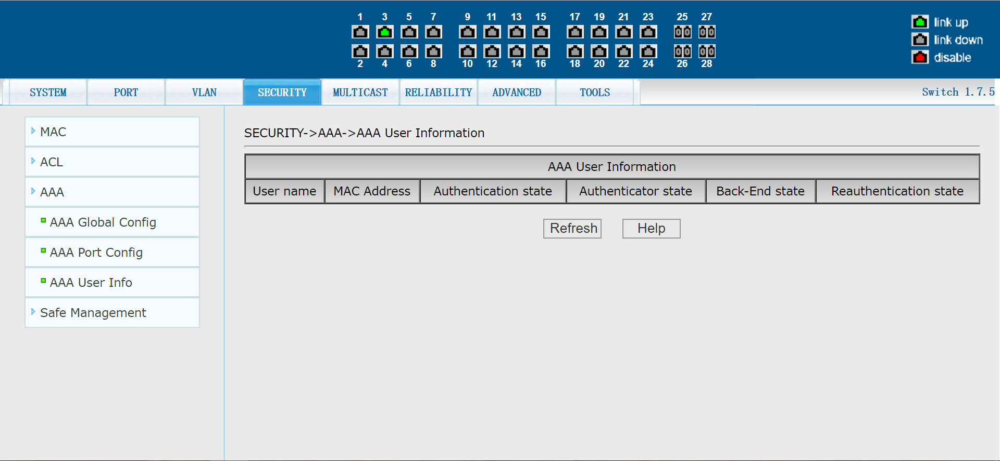 1 3 5 7 9 11 13 15 17 19 21 23 25 27
2 4 6 8 10 12 14 16 18 20 22 24 26 28
link up
link down
disable
SYSTEM PORT VLAN SECURITY MULTICAST RELIABILITY ADVANCED TOOLS Switch 1.7.5
MAC
ACL
AAA
AAA Global Config
AAA Port Config
AAA User Info
Safe Management
SECURITY->AAA->AAA User Information
AAA User Information
User name MAC Address Authentication state Authenticator state Back-End state Reauthentication state
Refresh Help